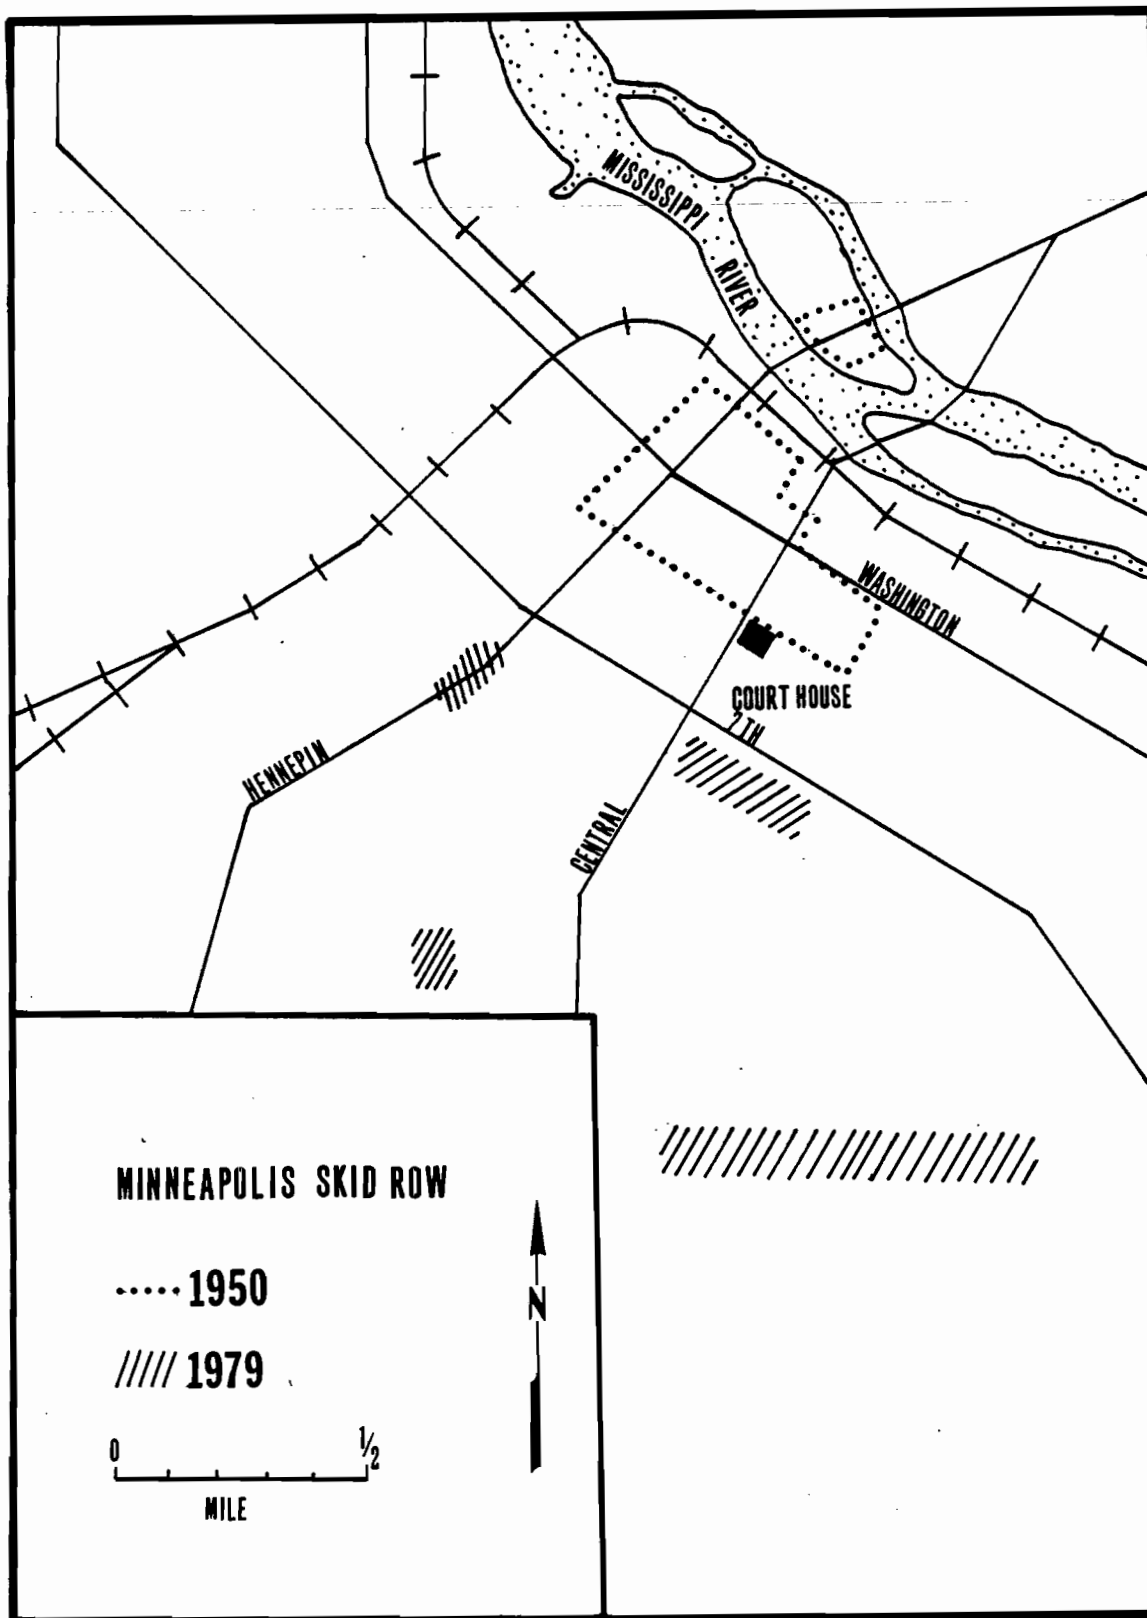 MISSISSIPPI
RIVER
WASHINGTON
COURT HOUSE
7TH
HENNEPIN
CENTRAL
MINNEAPOLIS SKID ROW
1950
1979
N
0 1/2
MILE